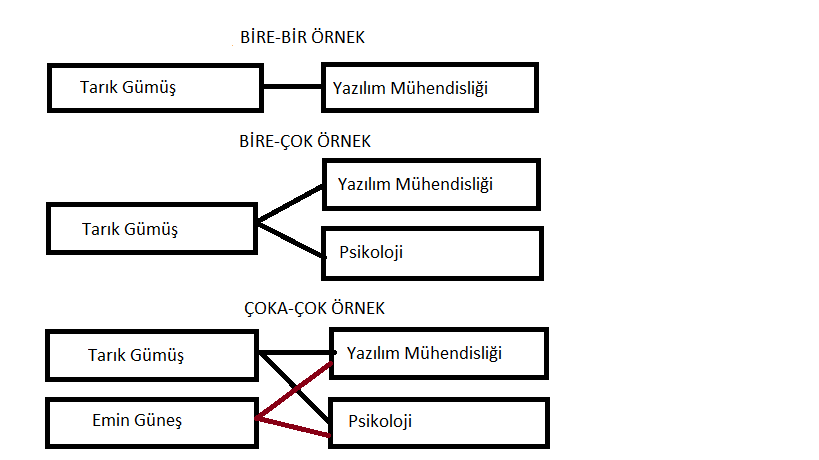 BİRE-BİR ÖRNEK
Tarık Gümüş
Yazılım Mühendisliği
BİRE-ÇOK ÖRNEK
Yazılım Mühendisliği
Tarık Gümüş
Psikoloji
ÇOKA-ÇOK ÖRNEK
Tarık Gümüş
Yazılım Mühendisliği
Emin Güneş
Psikoloji